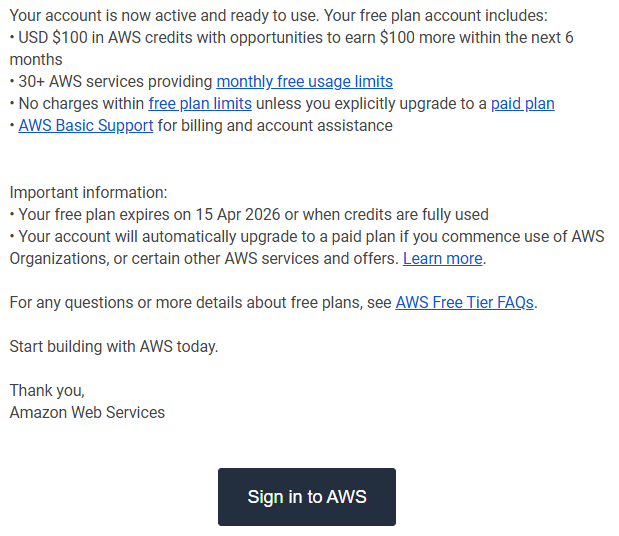 Your account is now active and ready to use. Your free plan account includes:
• USD $100 in AWS credits with opportunities to earn $100 more within the next 6
months
• 30+ AWS services providing monthly free usage limits
• No charges within free plan limits unless you explicitly upgrade to a paid plan
• AWS Basic Support for billing and account assistance
Important information:
• Your free plan expires on 15 Apr 2026 or when credits are fully used
• Your account will automatically upgrade to a paid plan if you commence use of AWS
Organizations, or certain other AWS services and offers. Learn more.
For any questions or more details about free plans, see AWS Free Tier FAQs.
Start building with AWS today.
Thank you,
Amazon Web Services
Sign in to AWS